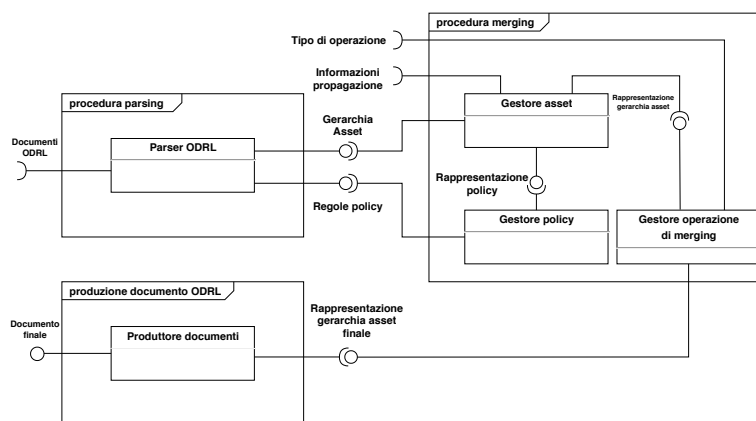 procedura merging
Tipo di operazione
Informazioni
propagazione
Gestore asset
Rappresentazione
gerarchia asset
procedura parsing
Gerarchia
Asset
Documenti
ODRL
Parser ODRL
Rappresentazione
policy
Regole policy
Gestore policy
Gestore operazione
di merging
produzione documento ODRL
Rappresentazione
gerarchia asset
finale
Documento
finale
Produttore documenti